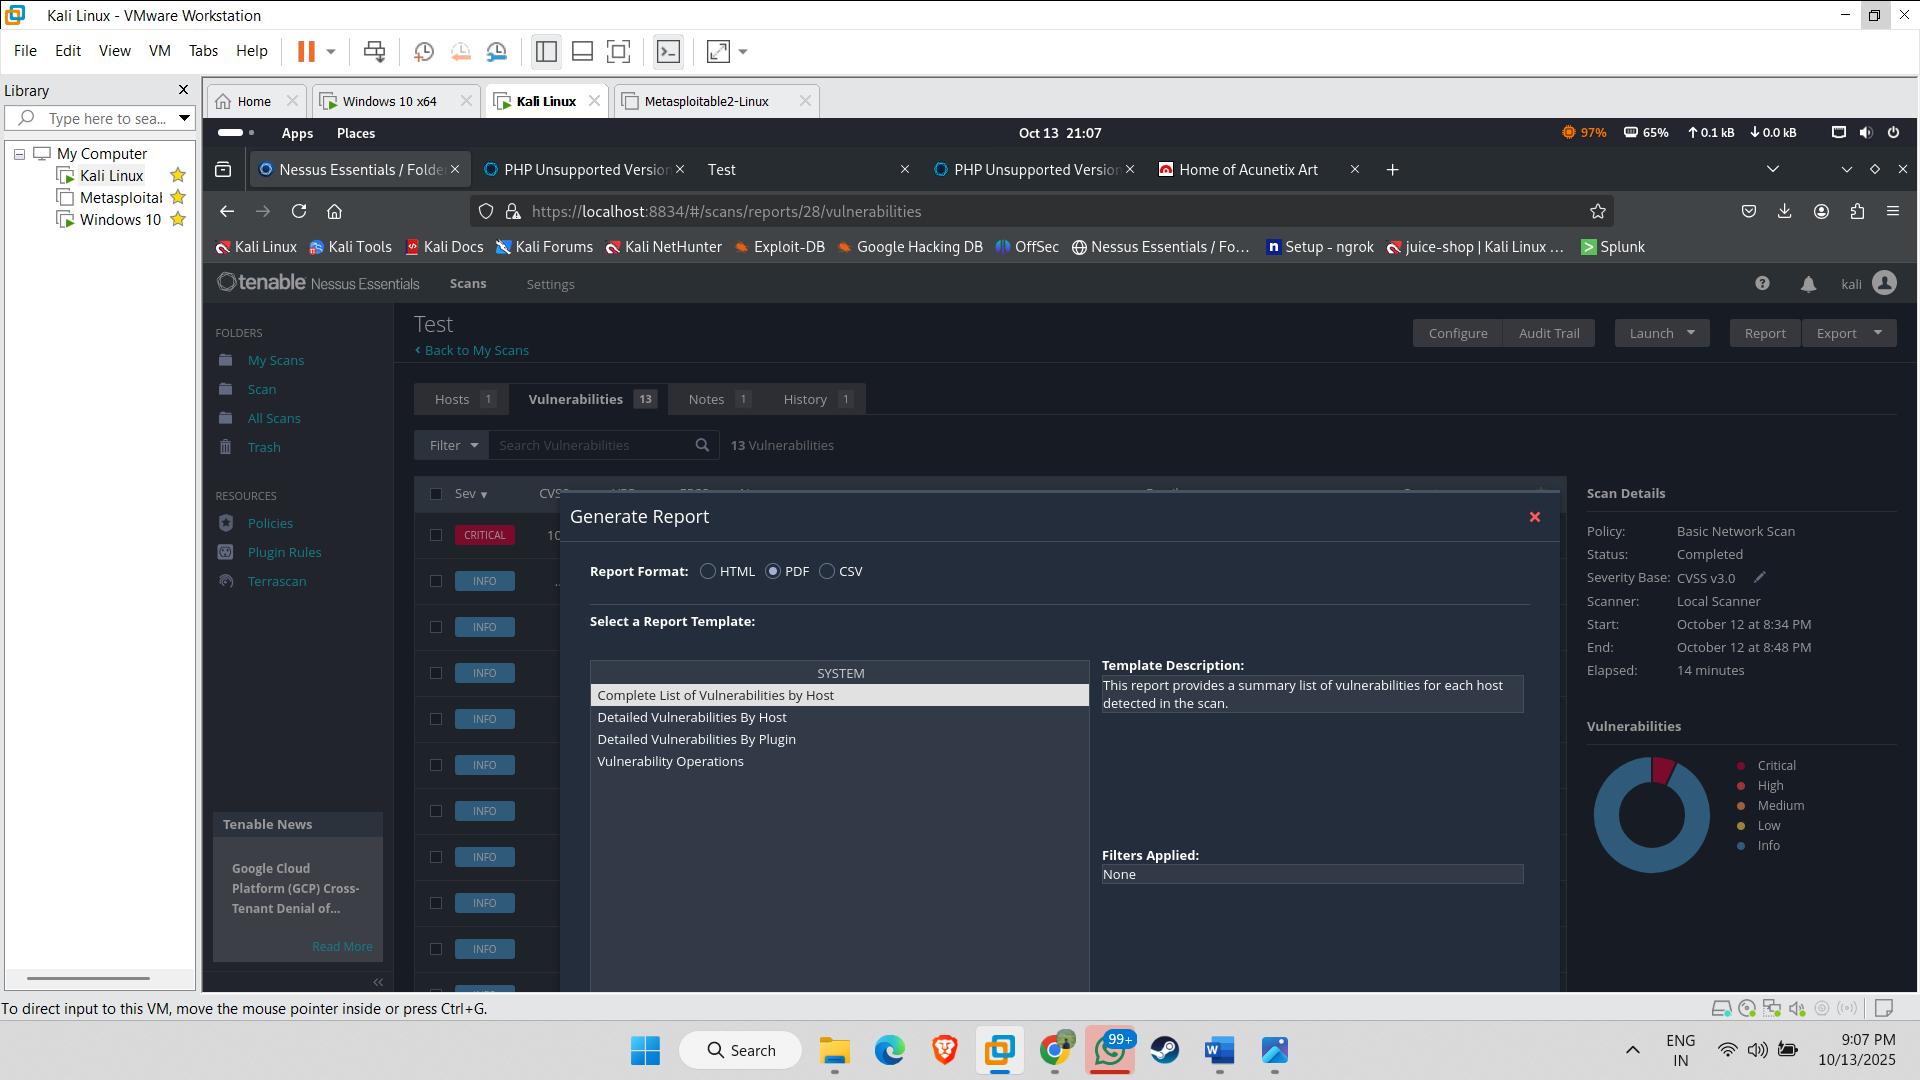 Kali Linux - VMware Workstation
File Edit View VM Tabs Help
Library
Type here to sea...
My Computer
Kali Linux
Metasploital
Windows 10
Home
Windows 10 x64
Kali Linux
Metasploitable2-Linux
Apps Places
Oct 13 21:07
97% 65% 0.1 kB 0.0 kB
Nessus Essentials / Folde
PHP Unsupported Version
Test
PHP Unsupported Version
Home of Acunetix Art
https://localhost:8834/#/scans/reports/28/vulnerabilities
Kali Linux Kali Tools Kali Docs Kali Forums Kali NetHunter Exploit-DB Google Hacking DB OffSec Nessus Essentials / Fo... Setup - ngrok juice-shop | Kali Linux ... Splunk
tenable Nessus Essentials Scans Settings
kali
FOLDERS
My Scans
Scan
All Scans
Trash
RESOURCES
Policies
Plugin Rules
Terrascan
Tenable News
Google Cloud
Platform (GCP) Cross-
Tenant Denial of...
Read More
Test
Back to My Scans
Configure Audit Trail Launch Report Export
Hosts 1 Vulnerabilities 13 Notes 1 History 1
Filter Search Vulnerabilities 13 Vulnerabilities
Sev
CRITICAL 10
INFO
INFO
INFO
INFO
INFO
INFO
INFO
INFO
INFO
Generate Report
Report Format: HTML PDF CSV
Select a Report Template:
SYSTEM
Complete List of Vulnerabilities by Host
Detailed Vulnerabilities By Host
Detailed Vulnerabilities By Plugin
Vulnerability Operations
Template Description:
This report provides a summary list of vulnerabilities for each host
detected in the scan.
Filters Applied:
None
Scan Details
Policy: Basic Network Scan
Status: Completed
Severity Base: CVSS v3.0
Scanner: Local Scanner
Start: October 12 at 8:34 PM
End: October 12 at 8:48 PM
Elapsed: 14 minutes
Vulnerabilities
Critical
High
Medium
Low
Info
To direct input to this VM, move the mouse pointer inside or press Ctrl+G.
Search
99+
ENG
IN
9:07 PM
10/13/2025